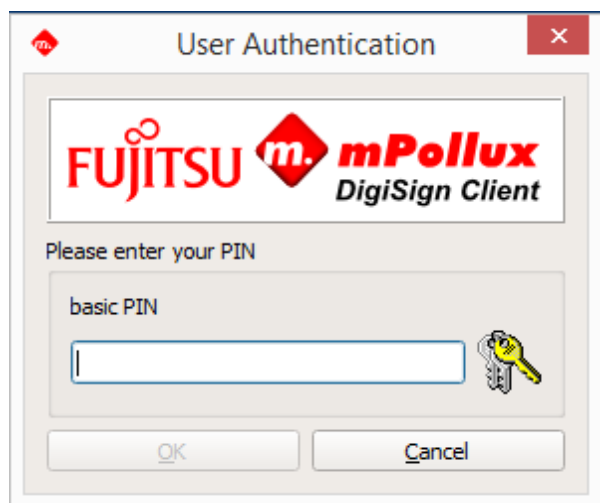 m.
User Authentication
FUJITSU m. mPollux
DigiSign Client
Please enter your PIN
basic PIN
OK
Cancel